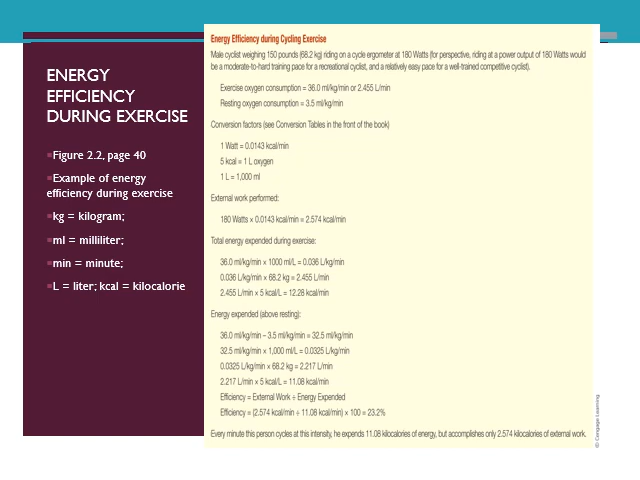 ENERGY
EFFICIENCY
DURING EXERCISE
▪Figure 2.2, page 40
▪Example of energy
efficiency during exercise
▪kg = kilogram;
▪ml = milliliter;
▪min = minute;
▪L = liter; kcal = kilocalorie
Energy Efficiency during Cycling Exercise
Male cyclist weighing 150 pounds (68.2 kg) riding on a cycle ergometer at 180 Watts (for perspective, riding at a power output of 180 Watts would
be a moderate-to-hard training pace for a recreational cyclist, and a relatively easy pace for a well-trained competitive cyclist).
Exercise oxygen consumption = 36.0 ml/kg/min or 2.455 L/min
Resting oxygen consumption = 3.5 ml/kg/min
Conversion factors (see Conversion Tables in the front of the book)
1 Watt = 0.0143 kcal/min
5 kcal = 1 L oxygen
1 L = 1,000 ml
External work performed:
180 Watts x 0.0143 kcal/min = 2.574 kcal/min
Total energy expended during exercise:
36.0 ml/kg/min × 1000 ml/L = 0.036 L/kg/min
0.036 L/kg/min × 68.2 kg = 2.455 L/min
2.455 L/min × 5 kcal/L = 12.28 kcal/min
Energy expended (above resting):
36.0 ml/kg/min – 3.5 ml/kg/min = 32.5 ml/kg/min
32.5 ml/kg/min × 1,000 ml/L = 0.0325 L/kg/min
0.0325 L/kg/min × 68.2 kg = 2.217 L/min
2.217 L/min × 5 kcal/L = 11.08 kcal/min
Efficiency = External Work ÷ Energy Expended
Efficiency = (2.574 kcal/min ÷ 11.08 kcal/min) × 100 = 23.2%
Every minute this person cycles at this intensity, he expends 11.08 kilocalories of energy, but accomplishes only 2.574 kilocalories of external work.
© Cengage Learning